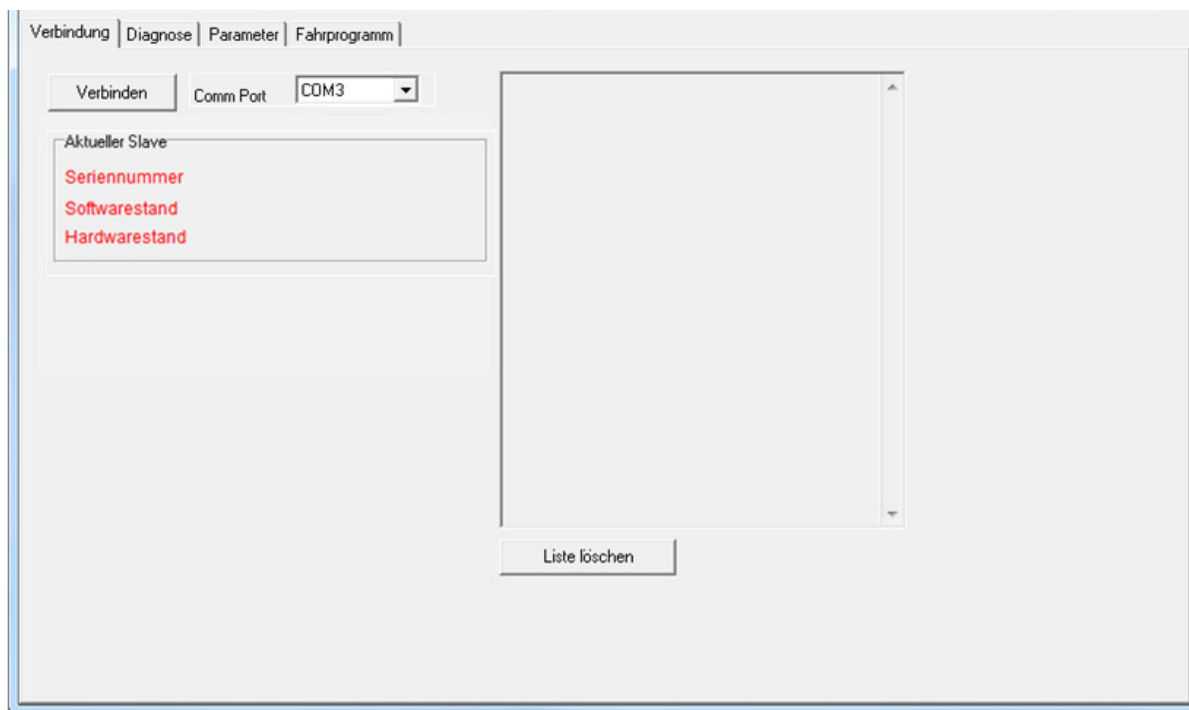 Verbindung Diagnose Parameter Fahrprogramm
Verbinden Comm Port COM3
Aktueller Slave
Seriennummer
Softwarestand
Hardwarestand
Liste löschen